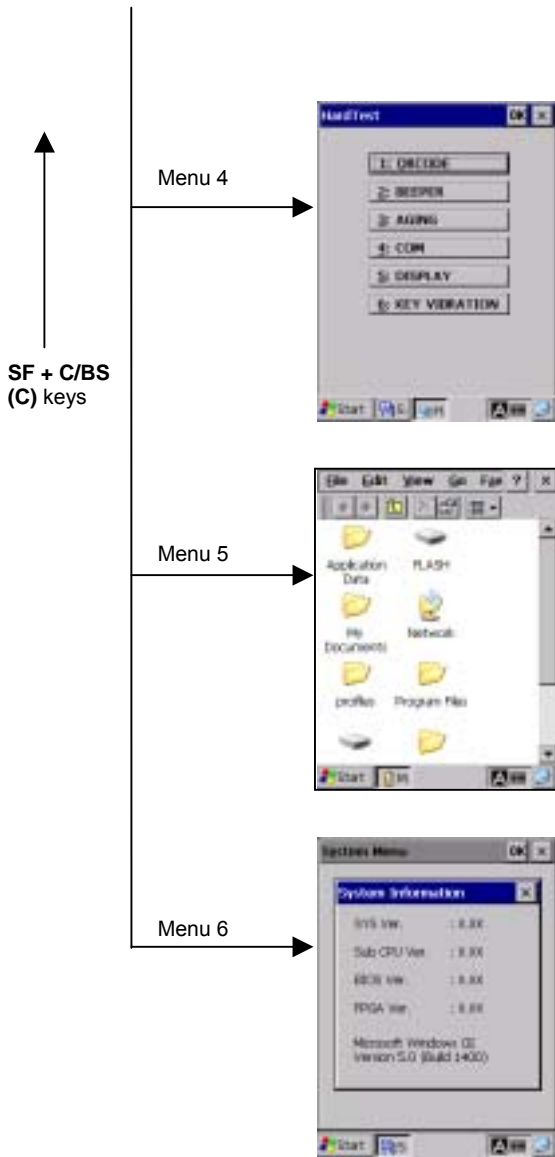 HardTest OK ×
Menu 4
1: QRCODE
2: BEEPER
3: AGING
4: COM
5: DISPLAY
6: KEY VIBRATION
SF + C/BS
(C) keys
Start S. H
File Edit View Go Fav ? ×
Menu 5
Application
Data
FLASH
My
Documents
Network
profiles
Program Files
Start M
System Menu OK ×
System Information ×
Menu 6
SYS Ver. : X.XX
Sub CPU Ver. : X.XX
BIOS Ver. : X.XX
FPGA Ver. : X.XX
Microsoft Windows CE
Version 5.0 (Build 1400)
Start S